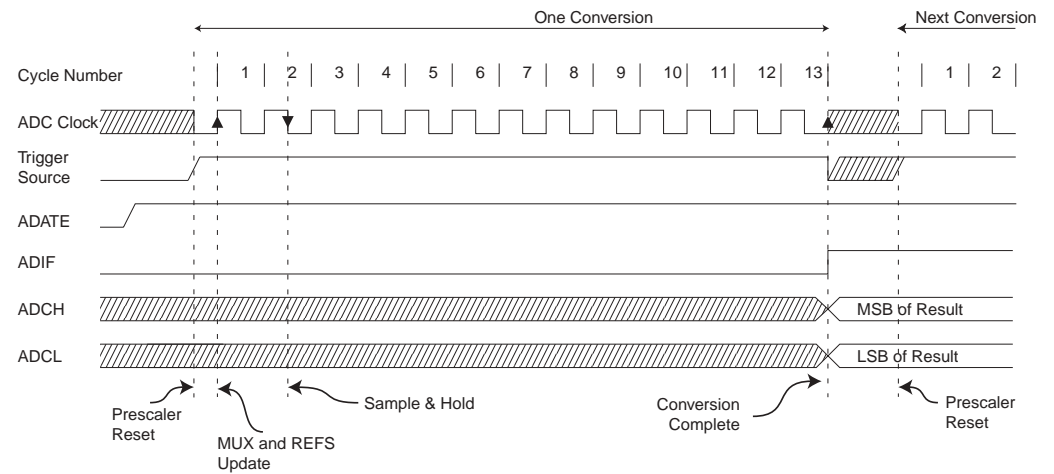 One Conversion
Next Conversion
Cycle Number
1 2 3 4 5 6 7 8 9 10 11 12 13 1 2
ADC Clock
Trigger
Source
ADATE
ADIF
ADCH
MSB of Result
ADCL
LSB of Result
Prescaler
Reset
MUX and REFS
Update
Sample & Hold
Conversion
Complete
Prescaler
Reset